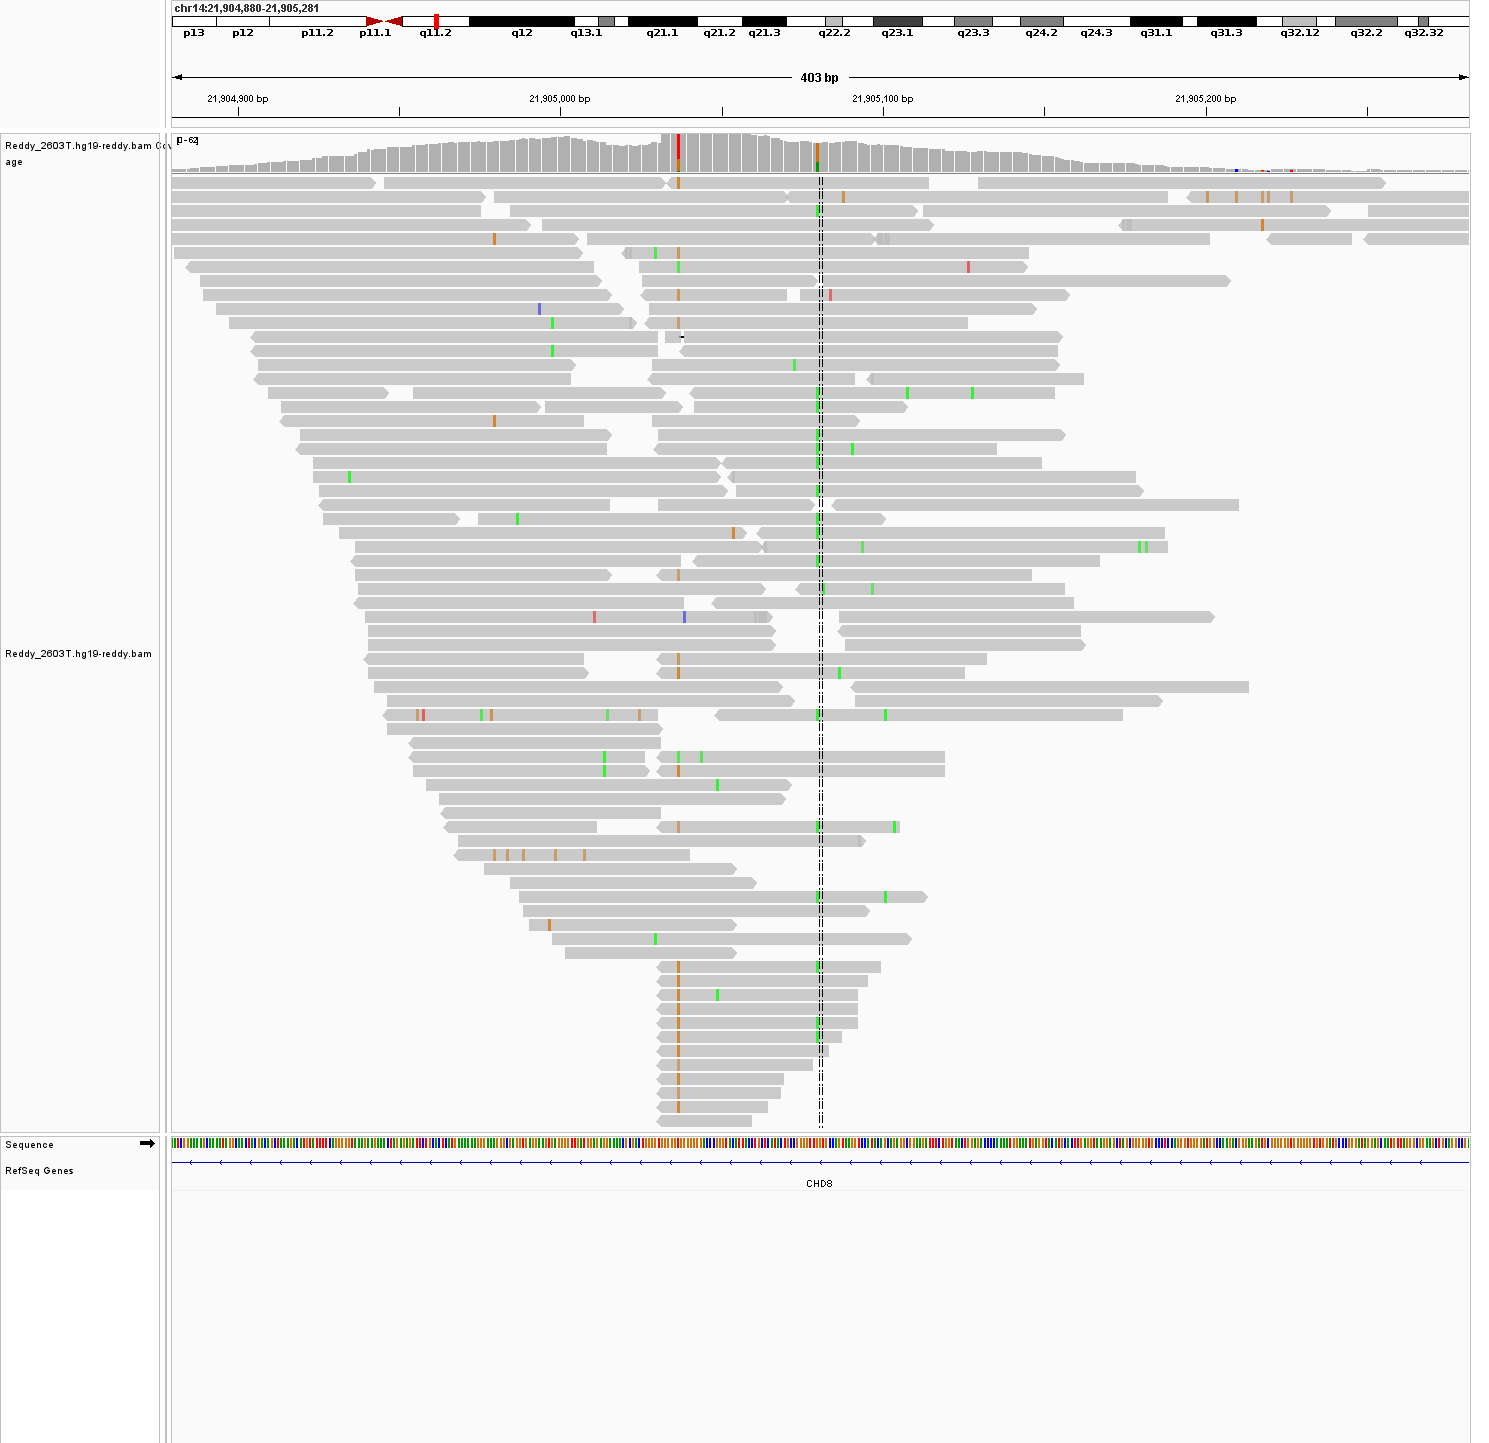 chr14:21,904,880-21,905,281
p13 p12 p11.2 p11.1 q11.2 q12 q13.1 q21.1 q21.2 q21.3 q22.2 q23.1 q23.3 q24.2 q24.3 q31.1 q31.3 q32.12 q32.2 q32.32
403 bp
21,904,900 bp 21,905,000 bp 21,905,100 bp 21,905,200 bp
Reddy_2603T.hg19-reddy.bam Cov
age
[0 - 62]
Reddy_2603T.hg19-reddy.bam
Sequence
RefSeq Genes
CHD8